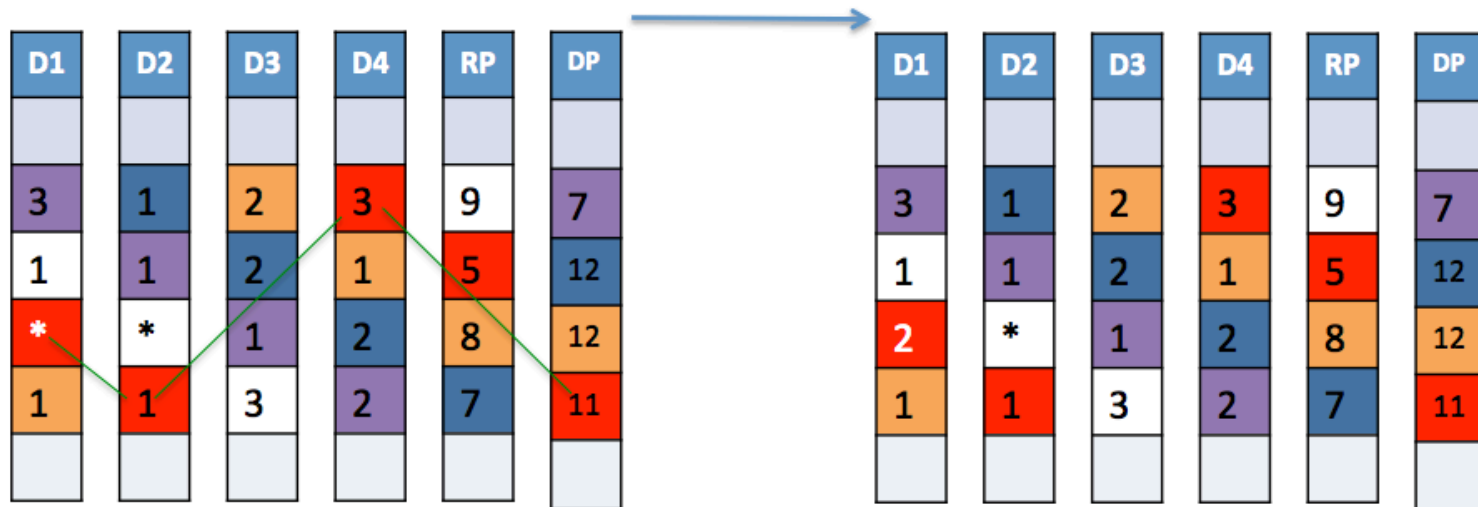 D1 D2 D3 D4 RP DP D1 D2 D3 D4 RP DP
3 1 2 3 9 7 3 1 2 3 9 7
1 1 2 1 5 12 1 1 2 1 5 12
* * 1 2 8 12 2 * 1 2 8 12
1 1 3 2 7 11 1 1 3 2 7 11